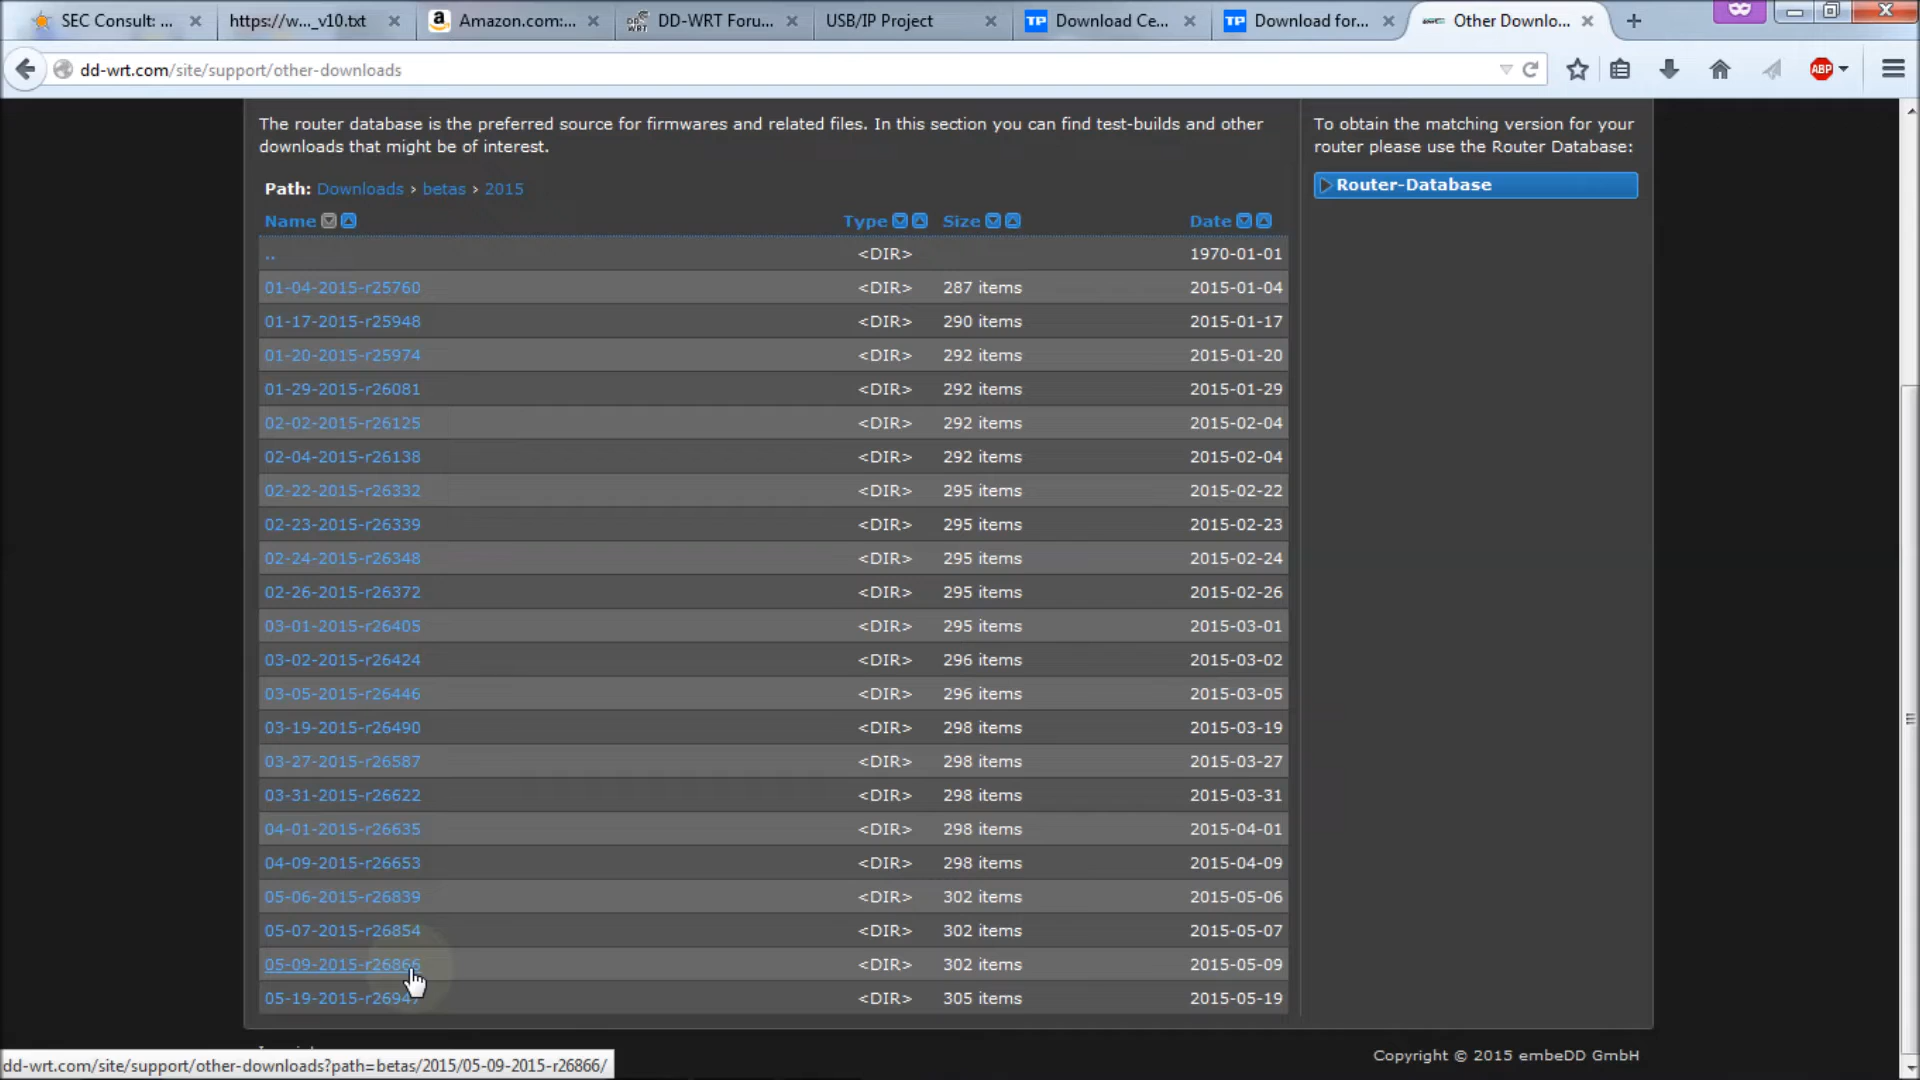 SEC Consult: ...
https://w..._v10.txt
Amazon.com:...
DD-WRT Foru...
USB/IP Project
TP Download Ce...
TP Download for...
Other Downlo...
dd-wrt.com/site/support/other-downloads
ABP
The router database is the preferred source for firmwares and related files. In this section you can find test-builds and other
downloads that might be of interest.
To obtain the matching version for your
router please use the Router Database:
Router-Database
Path: Downloads › betas › 2015
Name Type Size Date
.. <DIR> 1970-01-01
01-04-2015-r25760 <DIR> 287 items 2015-01-04
01-17-2015-r25948 <DIR> 290 items 2015-01-17
01-20-2015-r25974 <DIR> 292 items 2015-01-20
01-29-2015-r26081 <DIR> 292 items 2015-01-29
02-02-2015-r26125 <DIR> 292 items 2015-02-04
02-04-2015-r26138 <DIR> 292 items 2015-02-04
02-22-2015-r26332 <DIR> 295 items 2015-02-22
02-23-2015-r26339 <DIR> 295 items 2015-02-23
02-24-2015-r26348 <DIR> 295 items 2015-02-24
02-26-2015-r26372 <DIR> 295 items 2015-02-26
03-01-2015-r26405 <DIR> 295 items 2015-03-01
03-02-2015-r26424 <DIR> 296 items 2015-03-02
03-05-2015-r26446 <DIR> 296 items 2015-03-05
03-19-2015-r26490 <DIR> 298 items 2015-03-19
03-27-2015-r26587 <DIR> 298 items 2015-03-27
03-31-2015-r26622 <DIR> 298 items 2015-03-31
04-01-2015-r26635 <DIR> 298 items 2015-04-01
04-09-2015-r26653 <DIR> 298 items 2015-04-09
05-06-2015-r26839 <DIR> 302 items 2015-05-06
05-07-2015-r26854 <DIR> 302 items 2015-05-07
05-09-2015-r26866 <DIR> 302 items 2015-05-09
05-19-2015-r26947 <DIR> 305 items 2015-05-19
Copyright © 2015 embeDD GmbH
dd-wrt.com/site/support/other-downloads?path=betas/2015/05-09-2015-r26866/